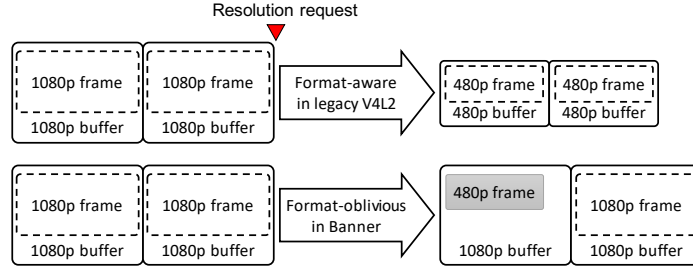 Resolution request
1080p frame
1080p frame
1080p buffer
1080p buffer
Format-aware
in legacy V4L2
480p frame
480p frame
480p buffer
480p buffer
1080p frame
1080p frame
1080p buffer
1080p buffer
Format-oblivious
in Banner
480p frame
1080p frame
1080p buffer
1080p buffer